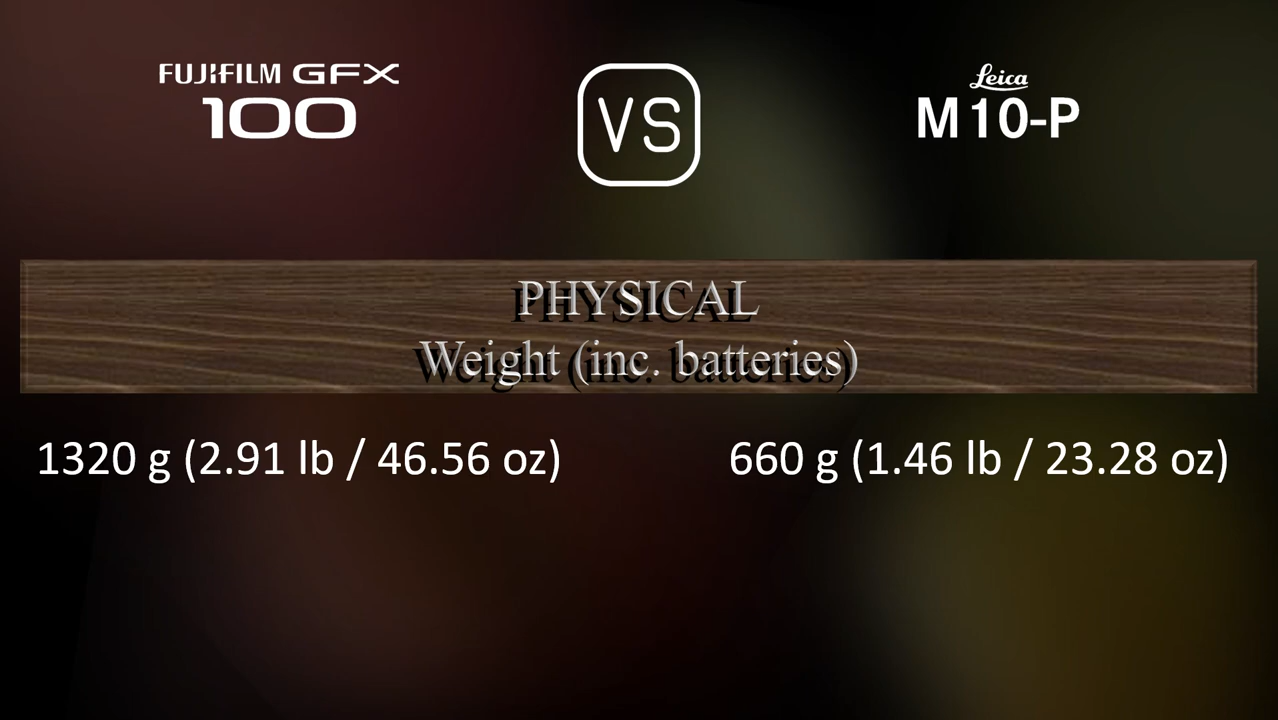 FUJIFILM GFX
100
VS
Leica
M10-P
PHYSICAL
Weight (inc. batteries)
1320 g (2.91 lb / 46.56 oz)
660 g (1.46 lb / 23.28 oz)